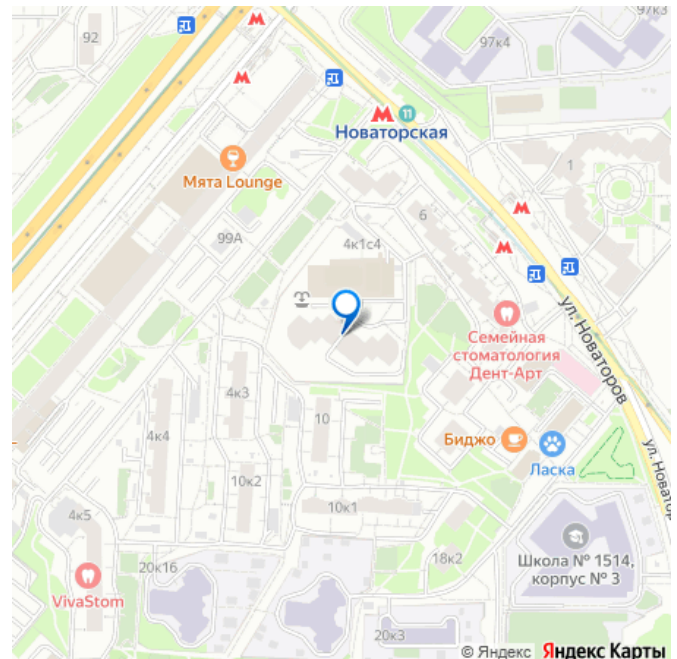 97к3
92
97к4
11
Новаторская
Мята Lounge
1
6
99А
4к1с4
Семейная
стоматология
Дент-Арт
ул. Новаторов
4к3
10
4к4
Биджо
Ласка
ул. Новатор
10к2
10к1
4к5
18к2
Школа № 1514,
корпус № 3
20к16
VivaStom
20к3
© Яндекс Яндекс Карты